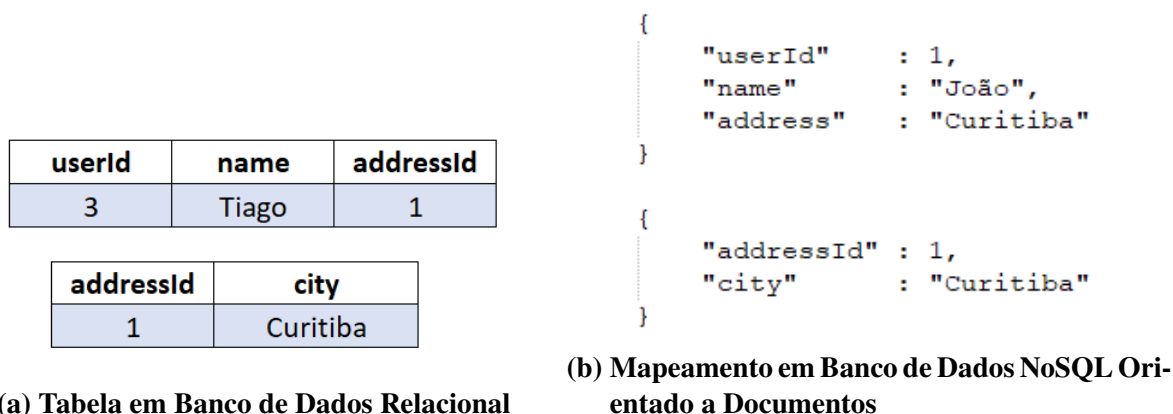 userId name addressId
3 Tiago 1
addressId city
1 Curitiba
(a) Tabela em Banco de Dados Relacional
{
"userId" : 1,
"name" : "João",
"address" : "Curitiba"
}
{
"addressId" : 1,
"city" : "Curitiba"
}
(b) Mapeamento em Banco de Dados NoSQL Ori-
entado a Documentos